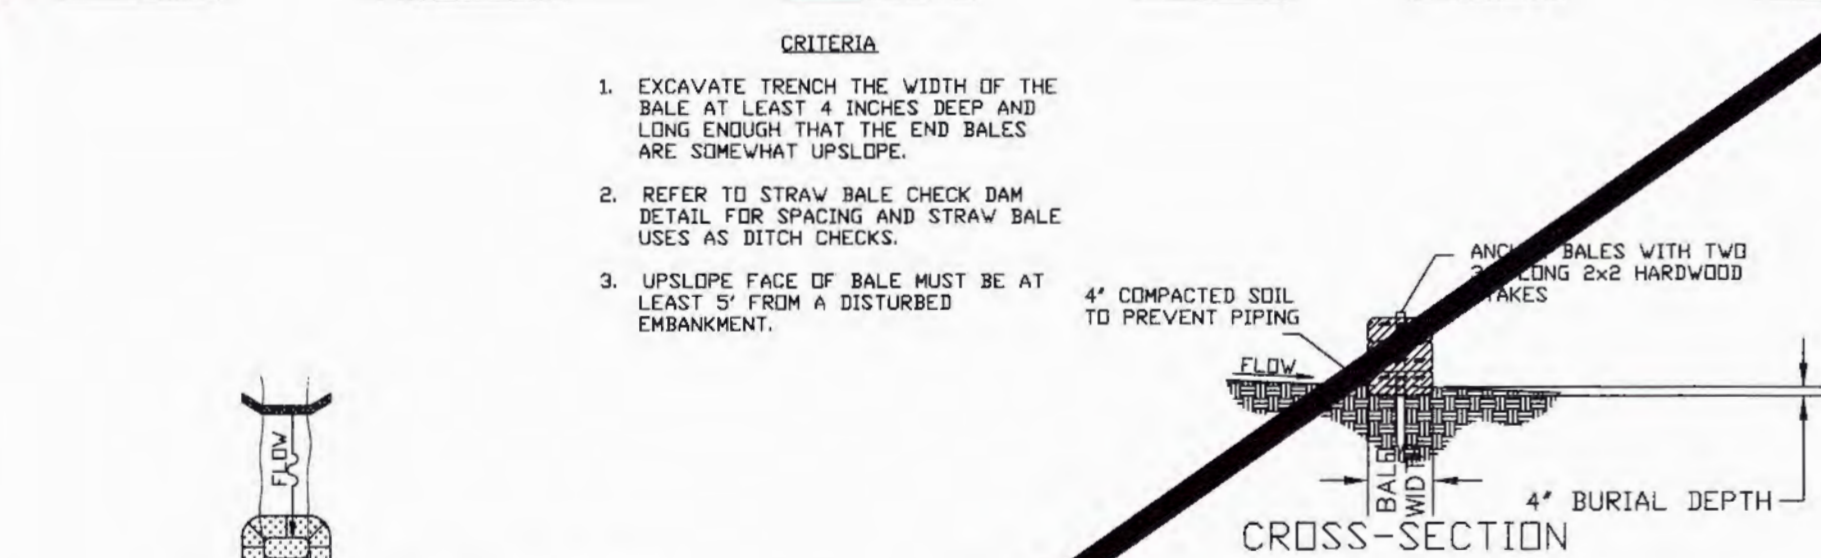 CRITERIA
1. EXCAVATE TRENCH THE WIDTH OF THE
BALE AT LEAST 4 INCHES DEEP AND
LONG ENOUGH THAT THE END BALES
ARE SOMEWHAT UPSLOPE.
2. REFER TO STRAW BALE CHECK DAM
DETAIL FOR SPACING AND STRAW BALE
USES AS DITCH CHECKS.
3. UPSLOPE FACE OF BALE MUST BE AT
LEAST 5' FROM A DISTURBED
EMBANKMENT.
BALES WITH TWO
LONG 2x2 HARDWOOD
4" COMPACTED SOIL
TO PREVENT PIPING
FLOW
FLOW
BALE
WIDTH
4" BURIAL DEPTH
CROSS-SECTION